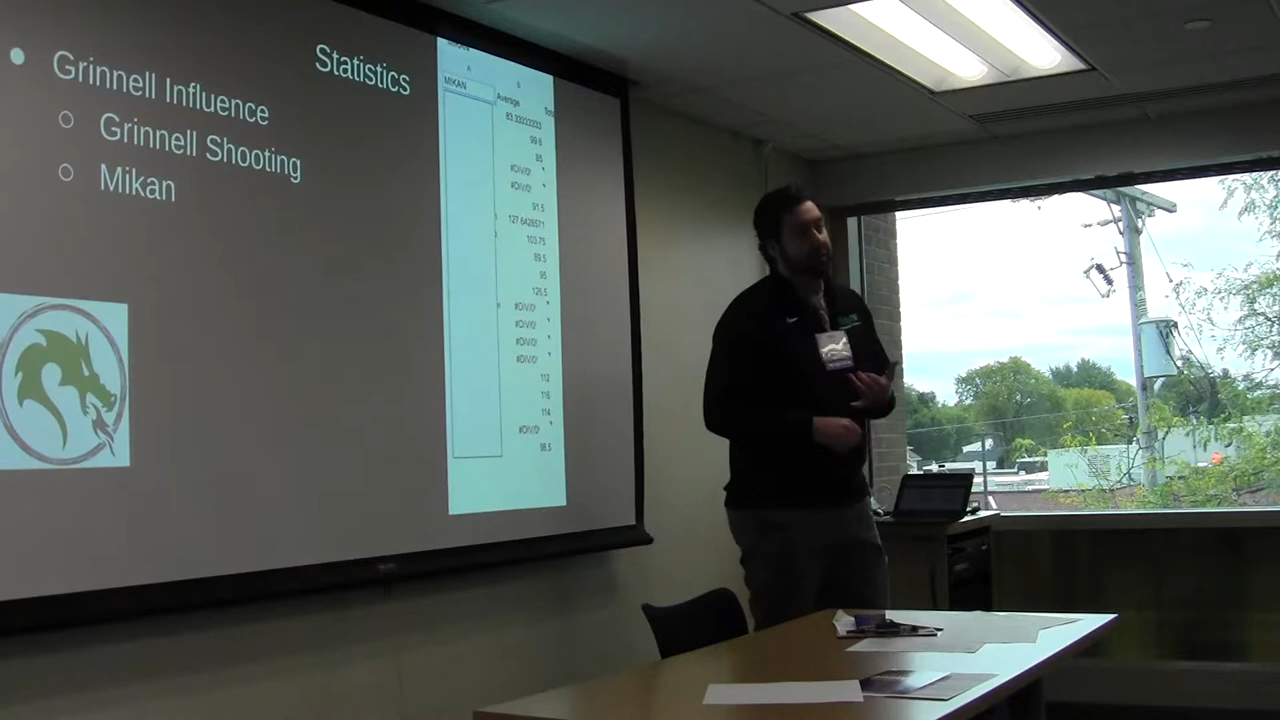 Statistics
Grinnell Influence
Grinnell Shooting
Mikan
A
MIKAN
Average
83.33333333
99.6
85
#DIV/0!
#DIV/0!
91.5
127.6428571
103.75
89.5
95
126.5
#DIV/0!
#DIV/0!
#DIV/0!
#DIV/0!
112
116
114
#DIV/0!
98.5